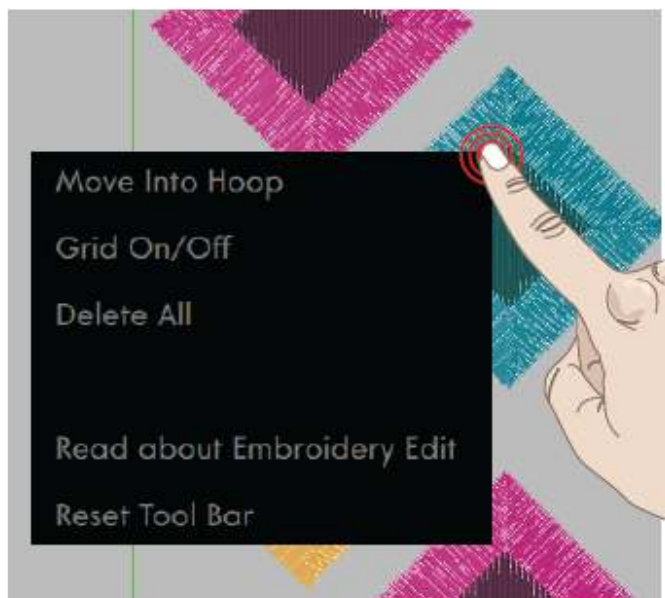 Move Into Hoop
Grid On/Off
Delete All
Read about Embroidery Edit
Reset Tool Bar